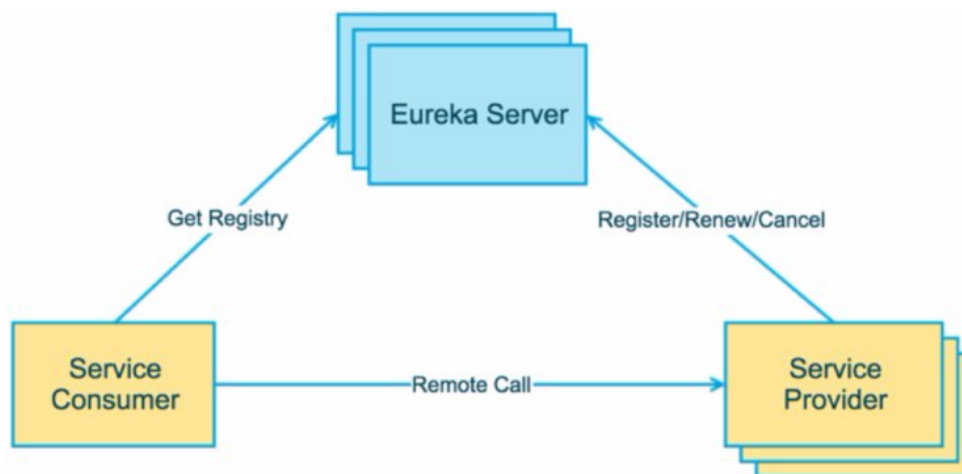 Eureka Server
Get Registry
Register/Renew/Cancel
Service
Consumer
Remote Call
Service
Provider